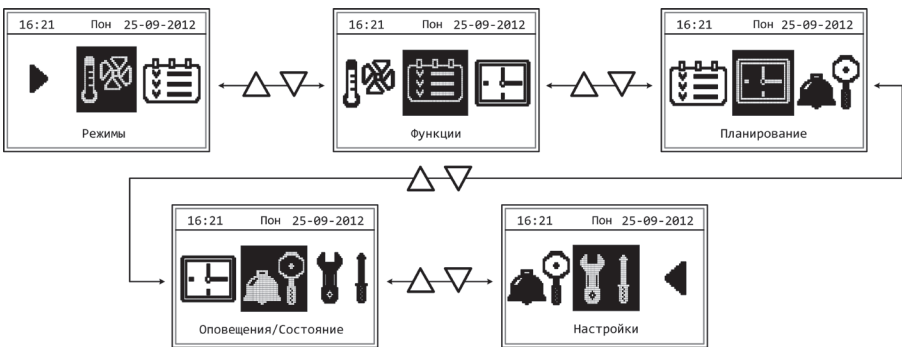 16:21 Пон 25-09-2012
Режимы
16:21 Пон 25-09-2012
Функции
16:21 Пон 25-09-2012
Планирование
16:21 Пон 25-09-2012
Оповещения/Состояние
16:21 Пон 25-09-2012
Настройки